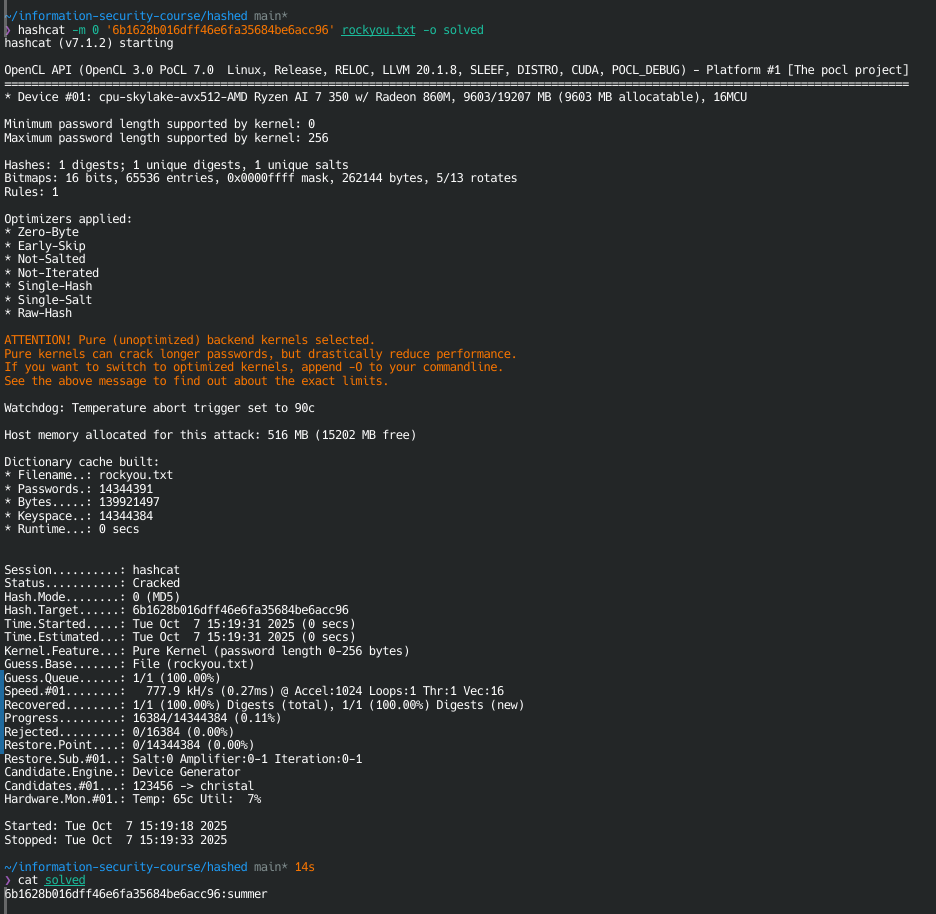 ~/information-security-course/hashed main*
❯ hashcat -m 0 '6b1628b016dff46e6fa35684be6acc96' rockyou.txt -o solved
hashcat (v7.1.2) starting
OpenCL API (OpenCL 3.0 PoCL 7.0  Linux, Release, RELOC, LLVM 20.1.8, SLEEF, DISTRO, CUDA, POCL_DEBUG) - Platform #1 [The pocl project]
======================================================================================================================================
* Device #01: cpu-skylake-avx512-AMD Ryzen AI 7 350 w/ Radeon 860M, 9603/19207 MB (9603 MB allocatable), 16MCU
Minimum password length supported by kernel: 0
Maximum password length supported by kernel: 256
Hashes: 1 digests; 1 unique digests, 1 unique salts
Bitmaps: 16 bits, 65536 entries, 0x0000ffff mask, 262144 bytes, 5/13 rotates
Rules: 1
Optimizers applied:
* Zero-Byte
* Early-Skip
* Not-Salted
* Not-Iterated
* Single-Hash
* Single-Salt
* Raw-Hash
ATTENTION! Pure (unoptimized) backend kernels selected.
Pure kernels can crack longer passwords, but drastically reduce performance.
If you want to switch to optimized kernels, append -O to your commandline.
See the above message to find out about the exact limits.
Watchdog: Temperature abort trigger set to 90c
Host memory allocated for this attack: 516 MB (15202 MB free)
Dictionary cache built:
* Filename..: rockyou.txt
* Passwords.: 14344391
* Bytes.....: 139921497
* Keyspace..: 14344384
* Runtime...: 0 secs
Session..........: hashcat
Status...........: Cracked
Hash.Mode........: 0 (MD5)
Hash.Target......: 6b1628b016dff46e6fa35684be6acc96
Time.Started.....: Tue Oct  7 15:19:31 2025 (0 secs)
Time.Estimated...: Tue Oct  7 15:19:31 2025 (0 secs)
Kernel.Feature...: Pure Kernel (password length 0-256 bytes)
Guess.Base.......: File (rockyou.txt)
Guess.Queue......: 1/1 (100.00%)
Speed.#01........:   777.9 kH/s (0.27ms) @ Accel:1024 Loops:1 Thr:1 Vec:16
Recovered........: 1/1 (100.00%) Digests (total), 1/1 (100.00%) Digests (new)
Progress.........: 16384/14344384 (0.11%)
Rejected.........: 0/16384 (0.00%)
Restore.Point....: 0/14344384 (0.00%)
Restore.Sub.#01..: Salt:0 Amplifier:0-1 Iteration:0-1
Candidate.Engine.: Device Generator
Candidates.#01...: 123456 -> christal
Hardware.Mon.#01.: Temp: 65c Util:  7%
Started: Tue Oct  7 15:19:18 2025
Stopped: Tue Oct  7 15:19:33 2025
~/information-security-course/hashed main* 14s
❯ cat solved
6b1628b016dff46e6fa35684be6acc96:summer